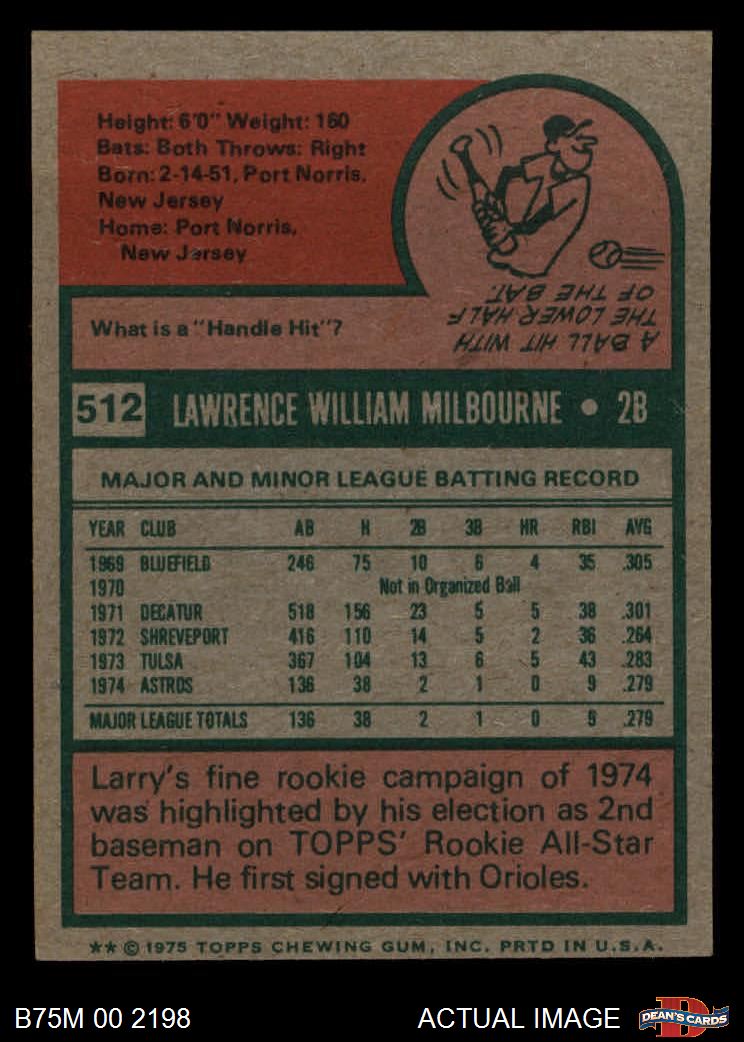 Height: 6'0" Weight: 160
Bats: Both Throws: Right
Born: 2-14-51, Port Norris,
New Jersey
Home: Port Norris,
New Jersey
What is a "Handle Hit"?
A BALL HIT WITH
THE LOWER HALF
OF THE BAT.
512 LAWRENCE WILLIAM MILBOURNE • 2B
MAJOR AND MINOR LEAGUE BATTING RECORD
YEAR CLUB AB H 2B 3B HR RBI AVG
1969 BLUEFIELD 246 75 10 6 4 35 .305
1970 Not in Organized Ball
1971 DECATUR 518 156 23 5 5 38 .301
1972 SHREVEPORT 416 110 14 5 2 36 .264
1973 TULSA 367 104 13 6 5 43 .283
1974 ASTROS 136 38 2 1 0 9 .279
MAJOR LEAGUE TOTALS 136 38 2 1 0 9 .279
Larry's fine rookie campaign of 1974
was highlighted by his election as 2nd
baseman on TOPPS' Rookie All-Star
Team. He first signed with Orioles.
** © 1975 TOPPS CHEWING GUM, INC. PRTD IN U.S.A.
B75M 00 2198 ACTUAL IMAGE DEAN'S CARDS